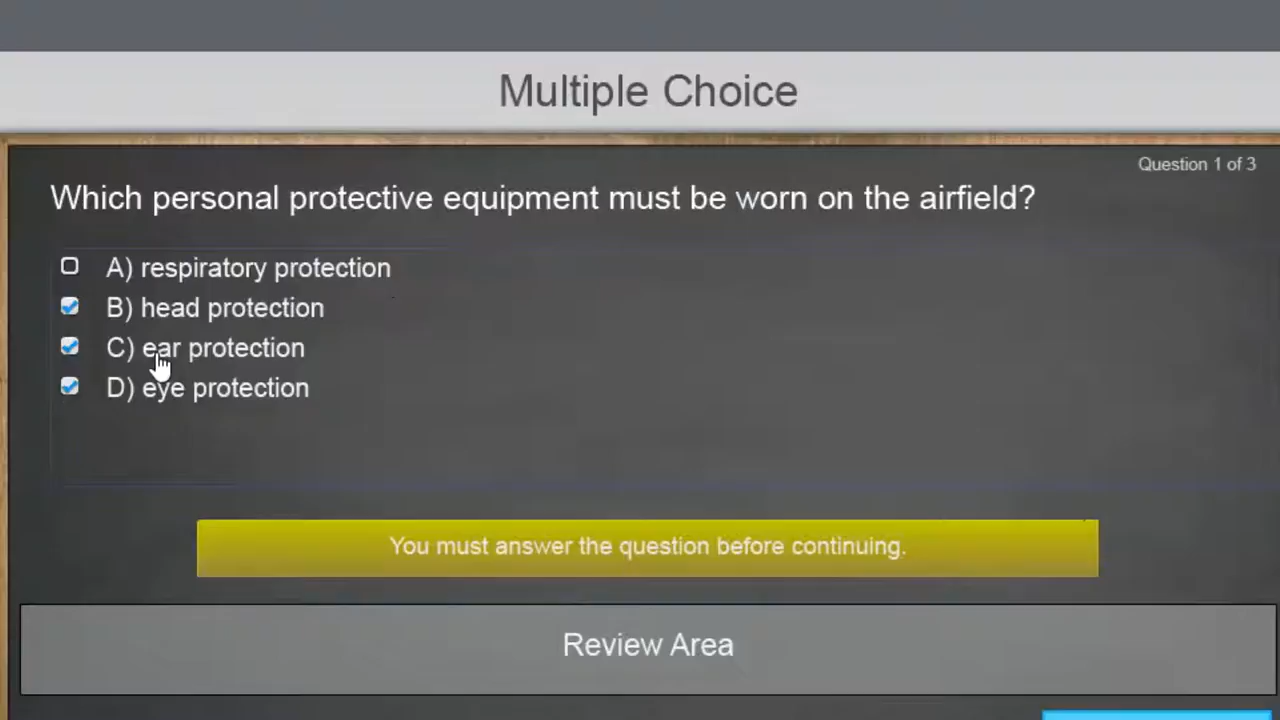 Multiple Choice
Question 1 of 3
Which personal protective equipment must be worn on the airfield?
A) respiratory protection
B) head protection
C) ear protection
D) eye protection
You must answer the question before continuing.
Review Area